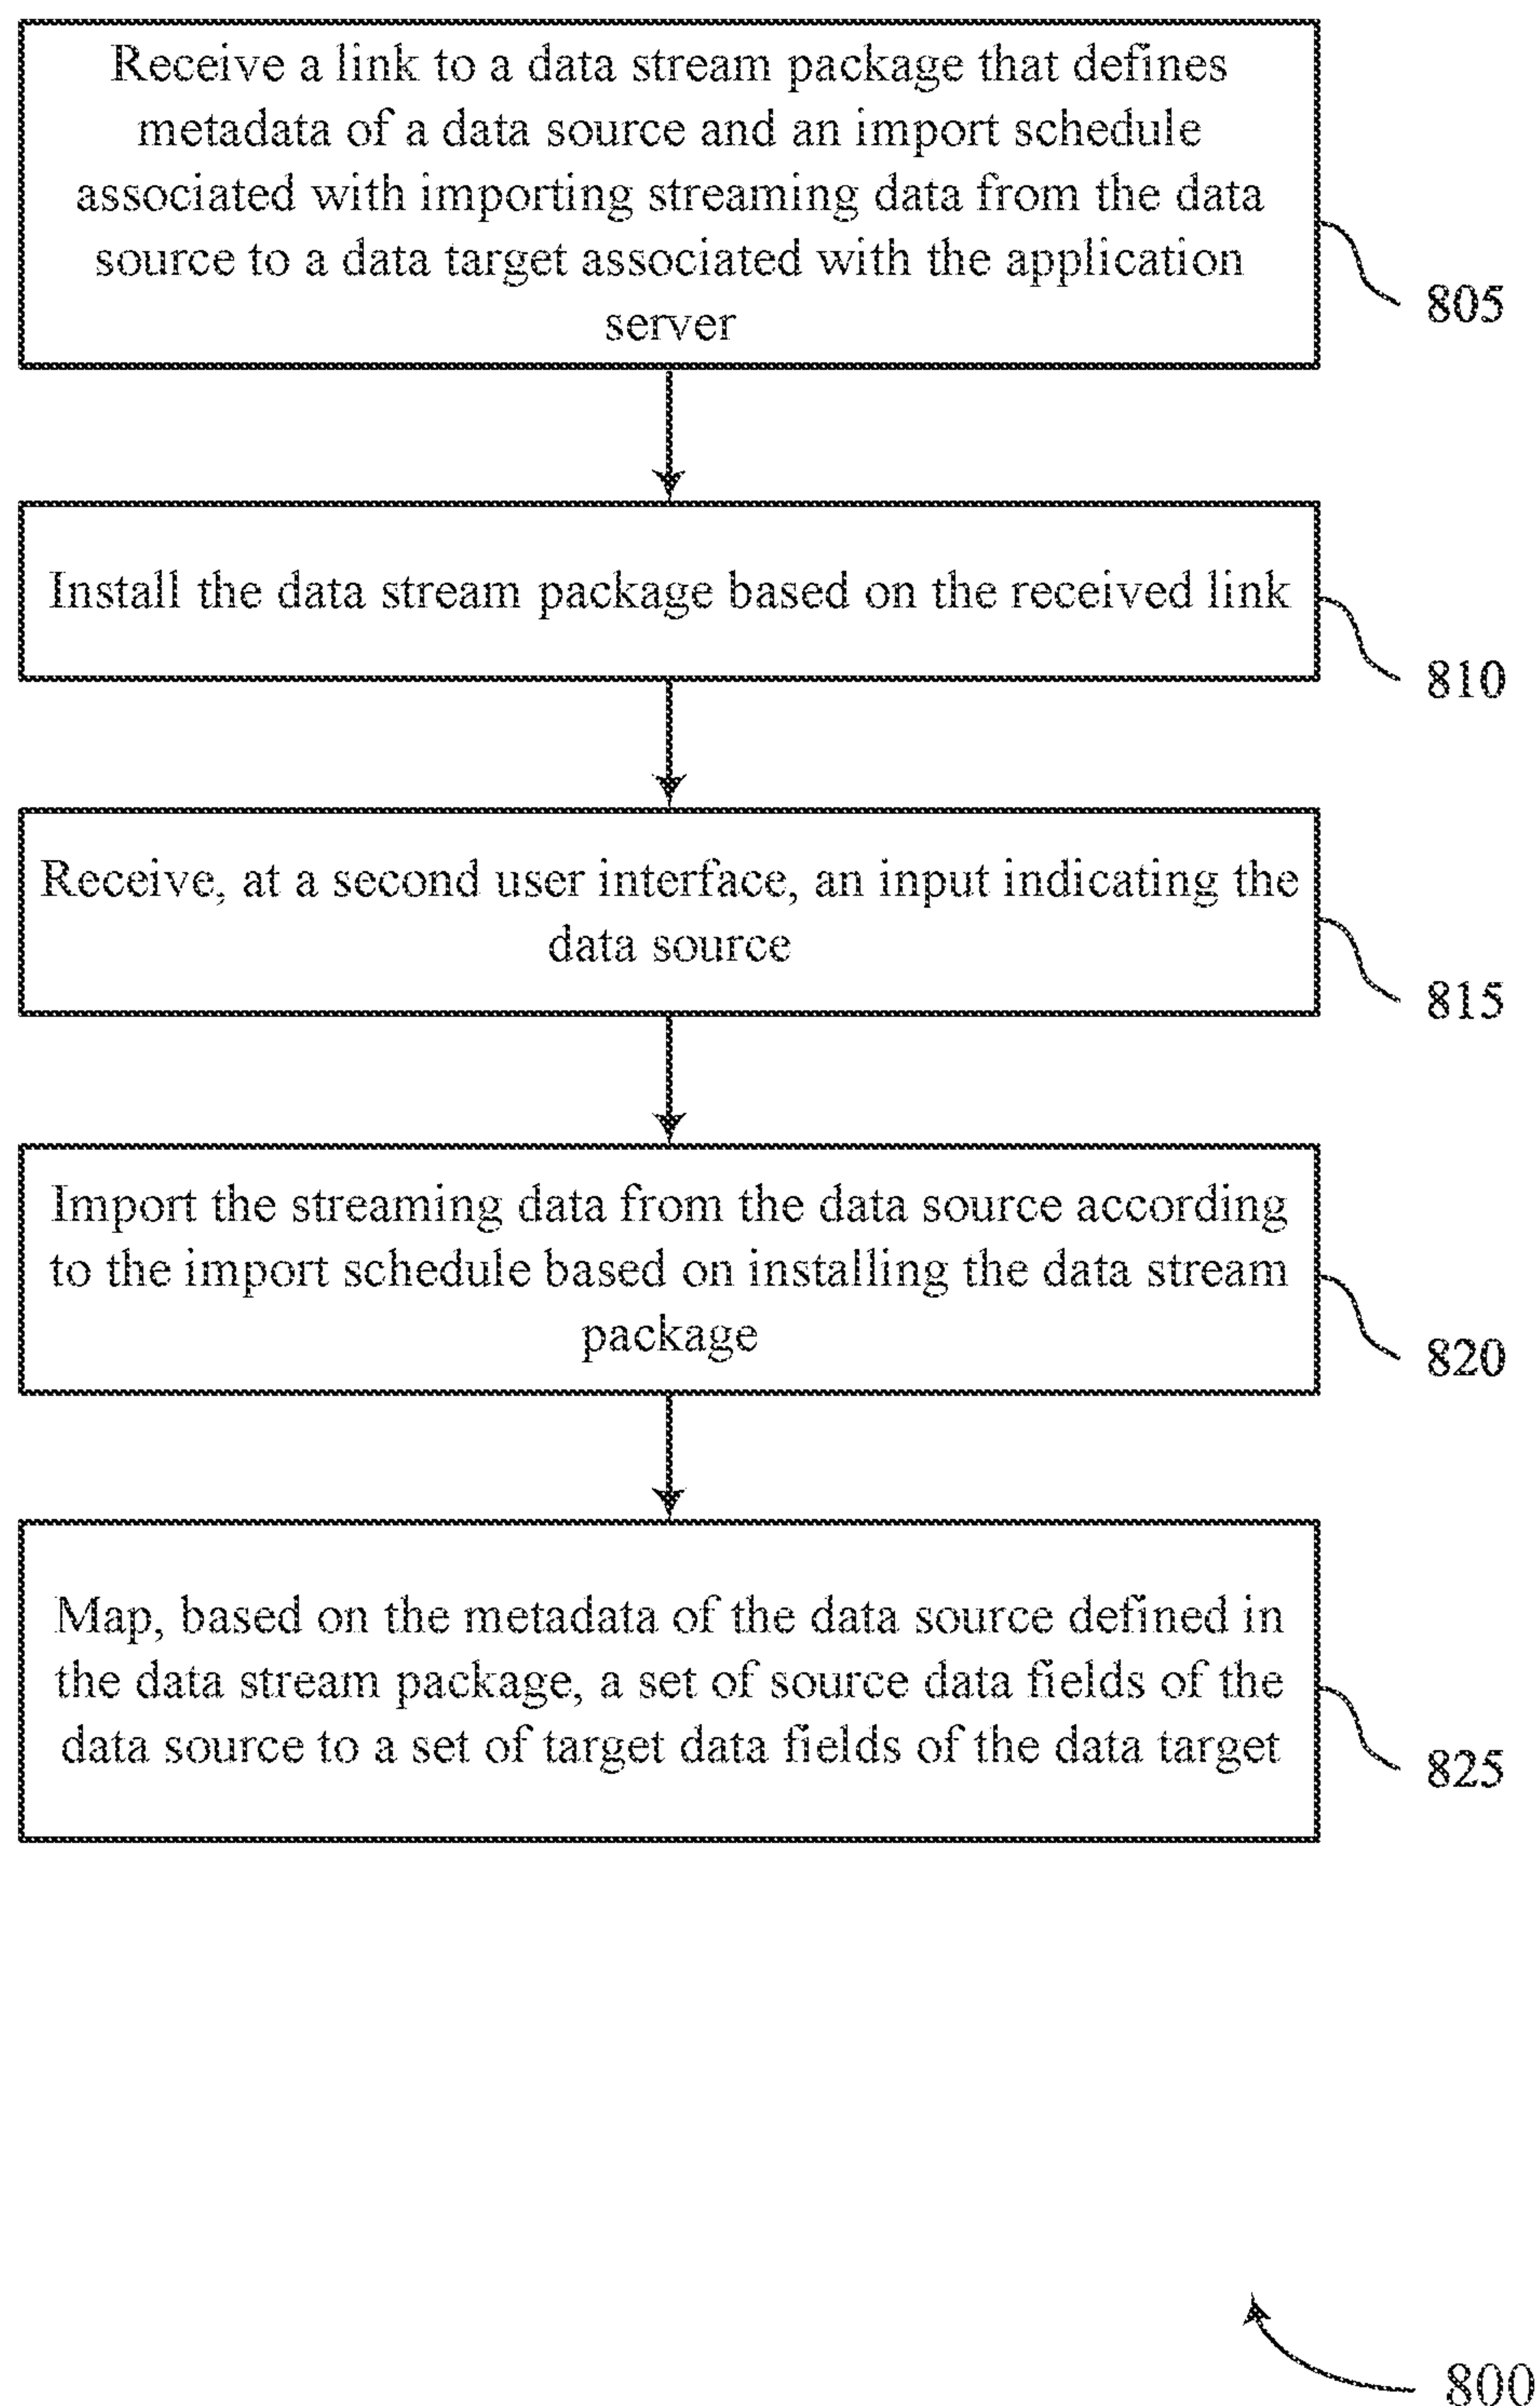 Receive a link to a data stream package that defines
metadata of a data source and an import schedule
associated with importing streaming data from the data
source to a data target associated with the application
server
805
Install the data stream package based on the received link
810
Receive, at a second user interface, an input indicating the
data source
815
Import the streaming data from the data source according
to the import schedule based on installing the data stream
package
820
Map, based on the metadata of the data source defined in
the data stream package, a set of source data fields of the
data source to a set of target data fields of the data target
825
800